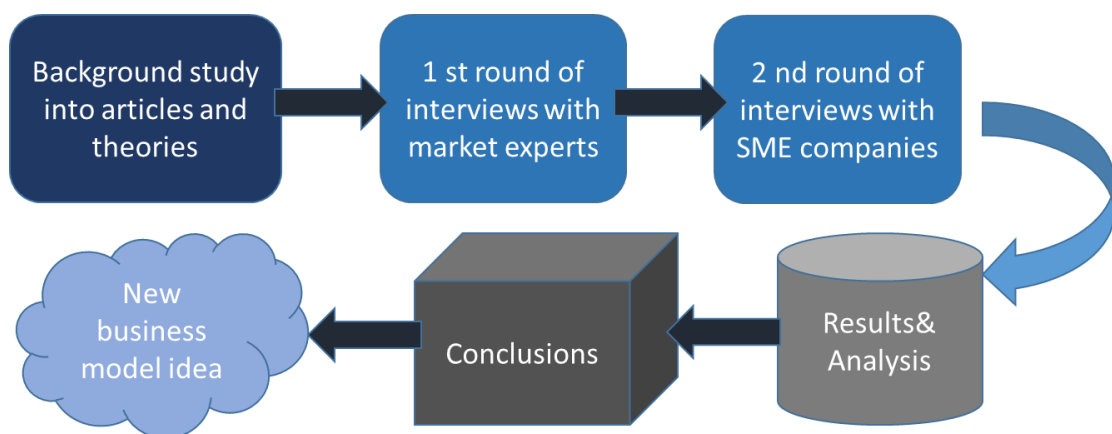 Background study
into articles and
theories
1 st round of
interviews with
market experts
2 nd round of
interviews with
SME companies
Results&
Analysis
Conclusions
New
business
model idea